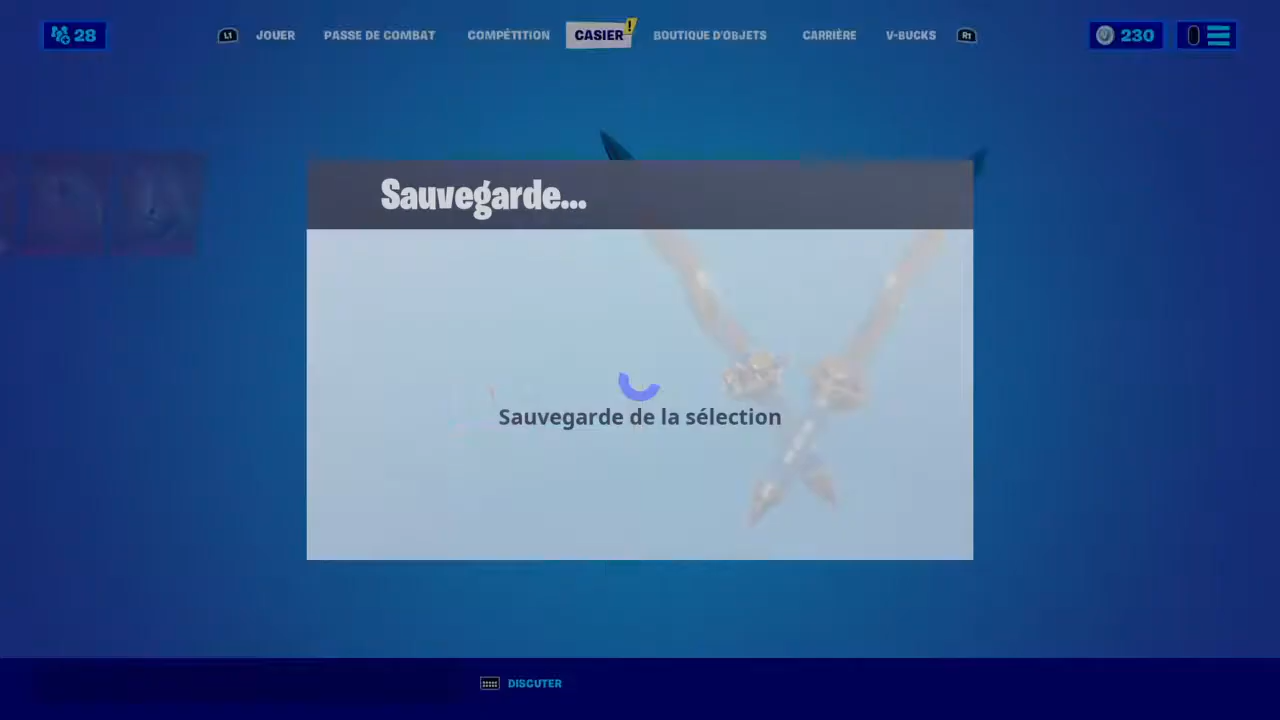 28
L1
JOUER
PASSE DE COMBAT
COMPÉTITION
CASIER
!
BOUTIQUE D'OBJETS
CARRIÈRE
V-BUCKS
R1
230
Sauvegarde...
Sauvegarde de la sélection
DISCUTER